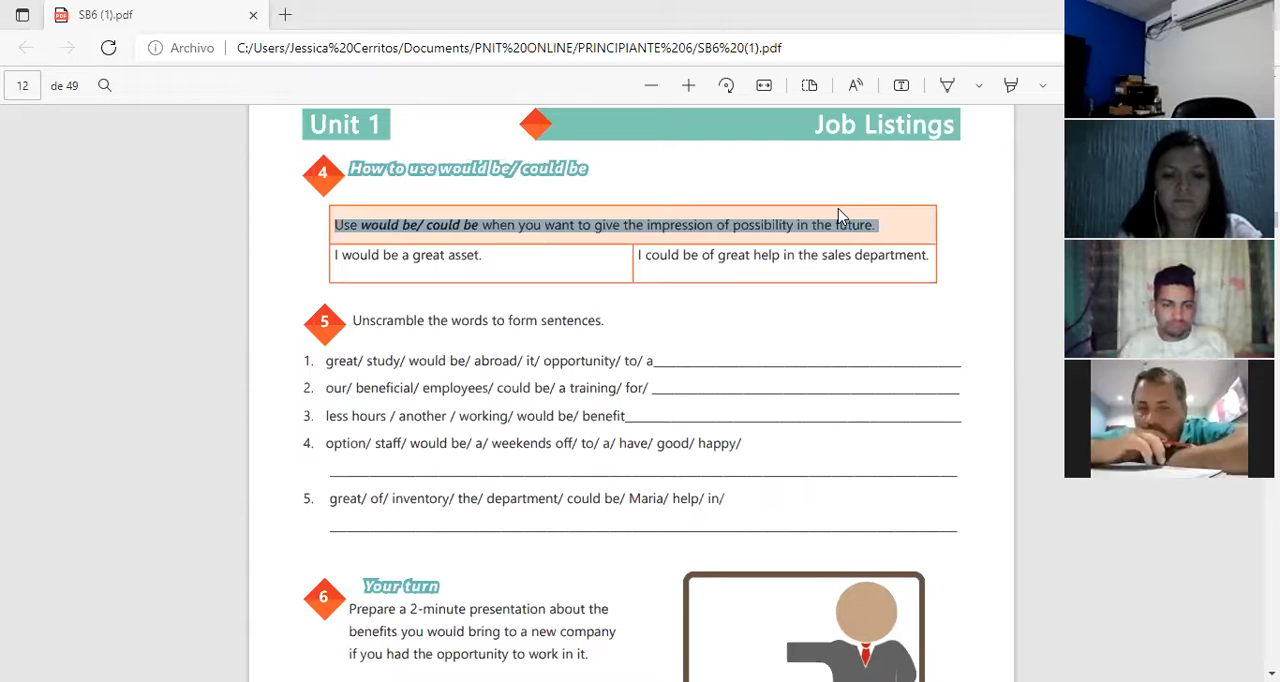 SB6 (1).pdf
Archivo
C:/Users/Jessica%20Cerritos/Documents/PNIT%20ONLINE/PRINCIPIANTE%206/SB6%20(1).pdf
12 de 49
Unit 1
Job Listings
4 How to use would be/ could be
Use would be/ could be when you want to give the impression of possibility in the future.
I would be a great asset.
I could be of great help in the sales department.
5 Unscramble the words to form sentences.
1. great/ study/ would be/ abroad/ it/ opportunity/ to/ a
2. our/ beneficial/ employees/ could be/ a training/ for/
3. less hours / another / working/ would be/ benefit
4. option/ staff/ would be/ a/ weekends off/ to/ a/ have/ good/ happy/
5. great/ of/ inventory/ the/ department/ could be/ Maria/ help/ in/
6 Your turn
Prepare a 2-minute presentation about the
benefits you would bring to a new company
if you had the opportunity to work in it.